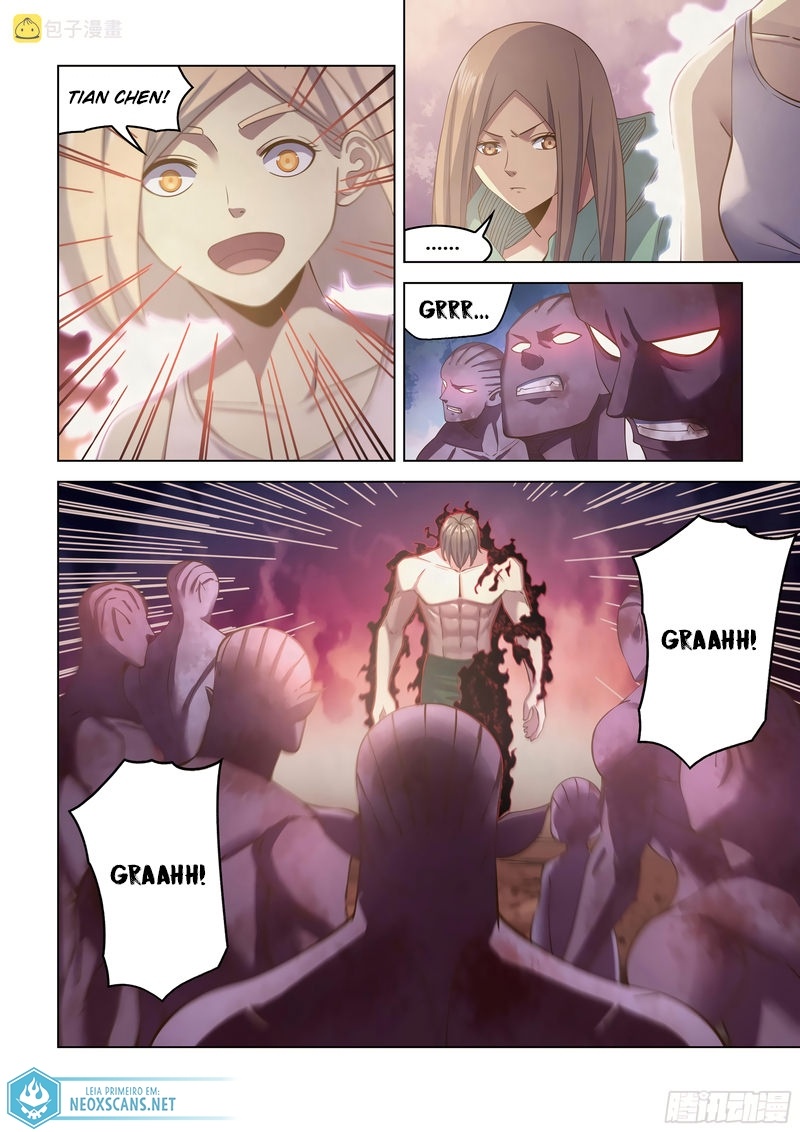 包子漫畫
TIAN CHEN!
......
GRRR...
GRAAHH!
GRAAHH!
LEIA PRIMEIRO EM:
NEOXSCANS.NET
腾讯动漫